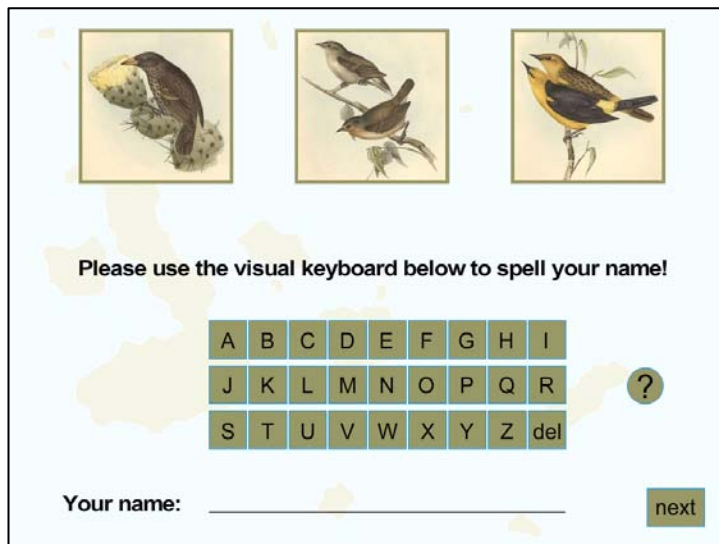 Please use the visual keyboard below to spell your name!
A B C D E F G H I
J K L M N O P Q R ?
S T U V W X Y Z del
Your name:
next